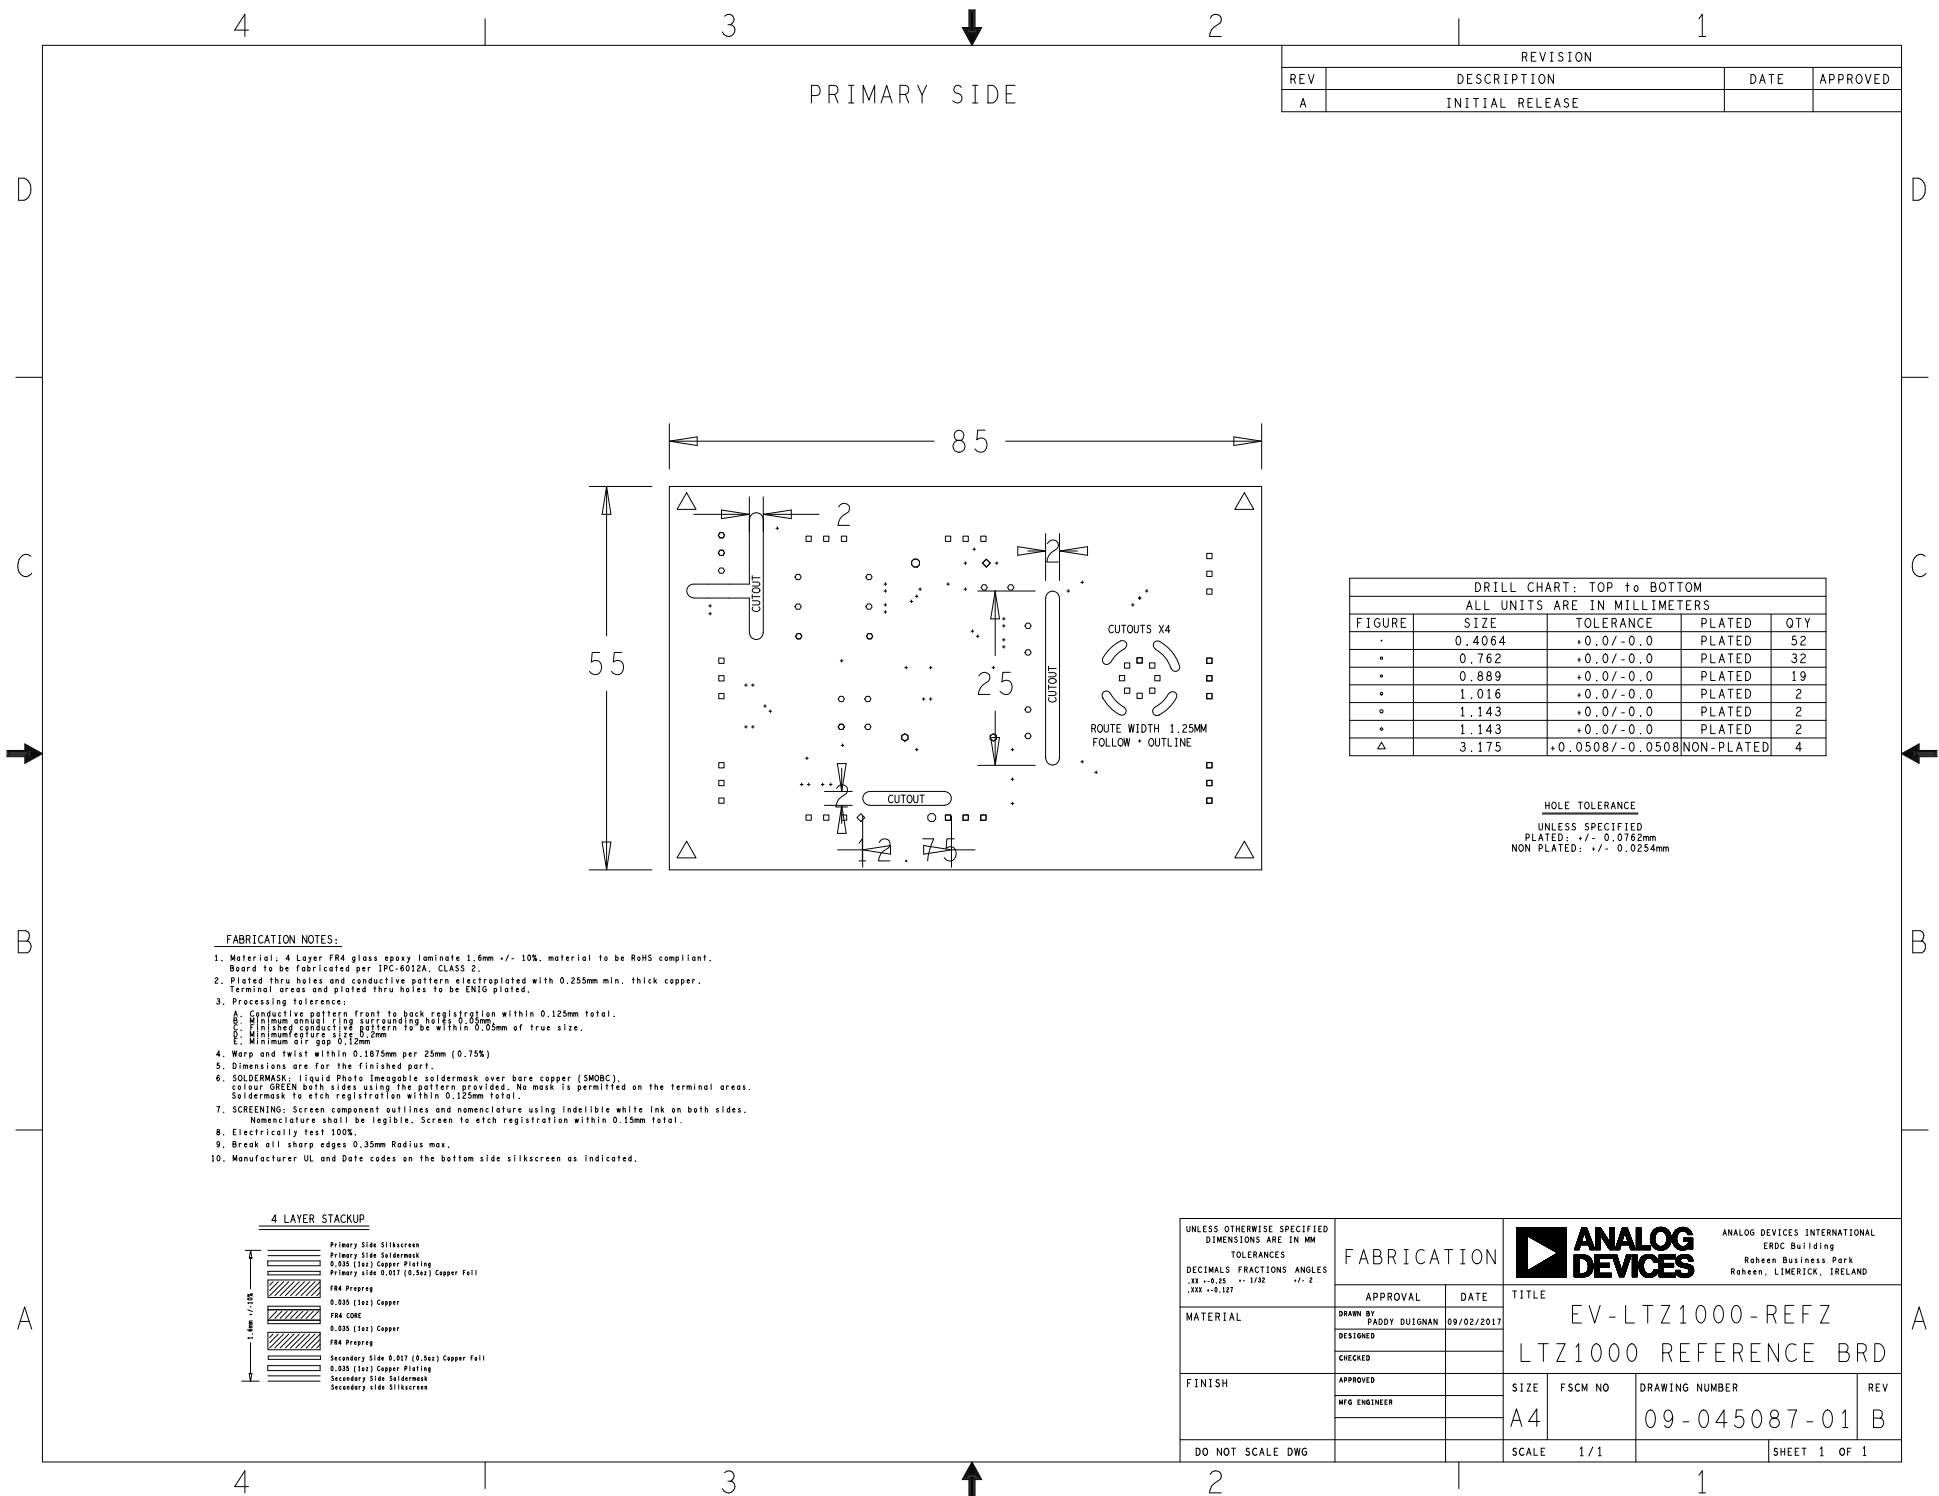 4 3 2 1
REVISION
REV DESCRIPTION DATE APPROVED
A INITIAL RELEASE
PRIMARY SIDE
D D
C C
85
2
2
55
CUTOUT
25
CUTOUT
CUTOUTS X4
ROUTE WIDTH 1.25MM
FOLLOW + OUTLINE
2
CUTOUT
12.75
DRILL CHART: TOP to BOTTOM
ALL UNITS ARE IN MILLIMETERS
FIGURE SIZE TOLERANCE PLATED QTY
0.4064 +0.0/-0.0 PLATED 52
0.762 +0.0/-0.0 PLATED 32
0.889 +0.0/-0.0 PLATED 19
1.016 +0.0/-0.0 PLATED 2
1.143 +0.0/-0.0 PLATED 2
1.143 +0.0/-0.0 PLATED 2
3.175 +0.0508/-0.0508 NON-PLATED 4
HOLE TOLERANCE
UNLESS SPECIFIED
PLATED: +/- 0.0762mm
NON PLATED: +/- 0.0254mm
B B
FABRICATION NOTES:
1. Material: 4 Layer FR4 glass epoxy laminate 1.6mm +/- 10%. material to be RoHS compliant.
Board to be fabricated per IPC-6012A, CLASS 2.
2. Plated thru holes and conductive pattern electroplated with 0.255mm min. thick copper.
Terminal areas and plated thru holes to be ENIG plated.
3. Processing tolerence:
A. Conductive pattern front to back registration within 0.125mm total.
B. Minimum annual ring surrounding holes 0.05mm.
C. Finished conductive pattern to be within 0.05mm of true size.
D. Minimumfeature size 0.2mm
E. Minimum air gap 0.12mm
4. Warp and twist within 0.1875mm per 25mm (0.75%)
5. Dimensions are for the finished part.
6. SOLDERMASK: liquid Photo Imeagable soldermask over bare copper (SMOBC),
colour GREEN both sides using the pattern provided. No mask is permitted on the terminal areas.
Soldermask to etch registration within 0.125mm total.
7. SCREENING: Screen component outlines and nomenclature using indelible white ink on both sides.
Nomenclature shall be legible. Screen to etch registration within 0.15mm total.
8. Electrically test 100%.
9. Break all sharp edges 0.35mm Radius max.
10. Manufacturer UL and Date codes on the bottom side silkscreen as indicated.
4 LAYER STACKUP
1.6mm +/-10%
Primary Side Silkscreen
Primary Side Soldermask
0.035 (1oz) Copper Plating
Primary side 0.017 (0.5oz) Copper Foil
FR4 Prepreg
0.035 (1oz) Copper
FR4 CORE
0.035 (1oz) Copper
FR4 Prepreg
Secondary Side 0.017 (0.5oz) Copper Foil
0.035 (1oz) Copper Plating
Secondary Side Soldermask
Secondary side Silkscreen
A A
UNLESS OTHERWISE SPECIFIED
DIMENSIONS ARE IN MM
TOLERANCES
DECIMALS FRACTIONS ANGLES
.XX +-0.25 +- 1/32 +/- 2
.XXX +-0.127
MATERIAL
FINISH
DO NOT SCALE DWG
FABRICATION
APPROVAL DATE
DRAWN BY
PADDY DUIGNAN 09/02/2017
DESIGNED
CHECKED
APPROVED
MFG ENGINEER
ANALOG
DEVICES
ANALOG DEVICES INTERNATIONAL
ERDC Building
Raheen Business Park
Raheen, LIMERICK, IRELAND
TITLE
EV-LTZ1000-REFZ
LTZ1000 REFERENCE BRD
SIZE FSCM NO DRAWING NUMBER REV
A4 09-045087-01 B
SCALE 1/1 SHEET 1 OF 1
4 3 2 1